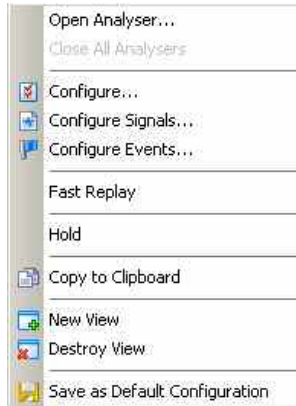 Open Analyser...
Close All Analysers
Configure...
Configure Signals...
Configure Events...
Fast Replay
Hold
Copy to Clipboard
New View
Destroy View
Save as Default Configuration